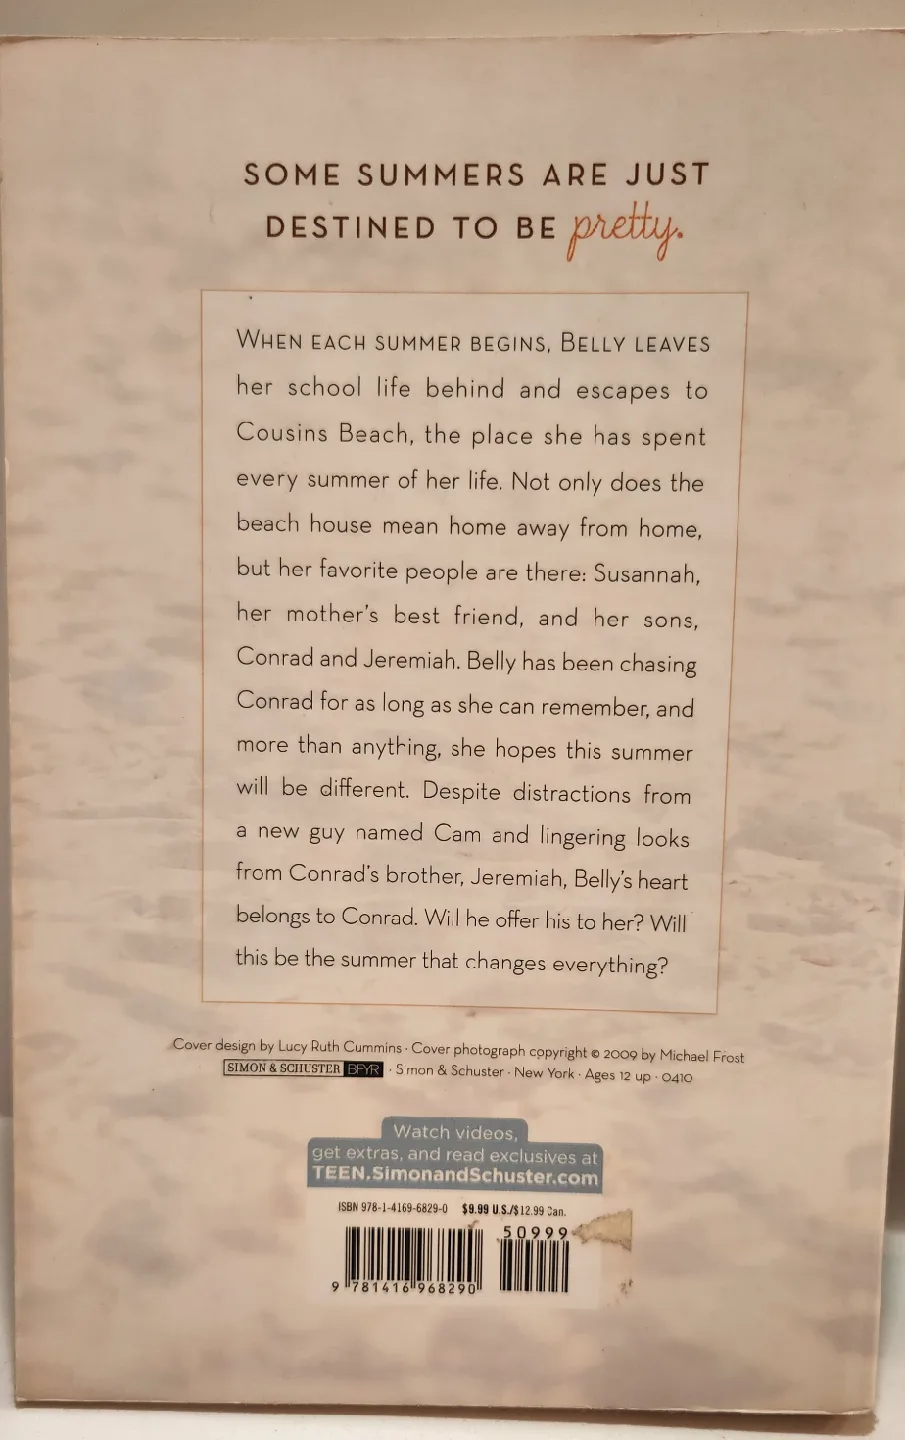 SOME SUMMERS ARE JUST
DESTINED TO BE pretty.
WHEN EACH SUMMER BEGINS, BELLY LEAVES
her school life behind and escapes to
Cousins Beach, the place she has spent
every summer of her life. Not only does the
beach house mean home away from home,
but her favorite people are there: Susannah,
her mother's best friend, and her sons,
Conrad and Jeremiah. Belly has been chasing
Conrad for as long as she can remember, and
more than anything, she hopes this summer
will be different. Despite distractions from
a new guy named Cam and lingering looks
from Conrad's brother, Jeremiah, Belly's heart
belongs to Conrad. Will he offer his to her? Will
this be the summer that changes everything?
Cover design by Lucy Ruth Cummins · Cover photograph copyright © 2009 by Michael Frost
SIMON & SCHUSTER BFYR · Simon & Schuster · New York · Ages 12 up · 0410
Watch videos,
get extras, and read exclusives at
TEEN.SimonandSchuster.com
ISBN 978-1-4169-6829-0 $9.99 U.S./$12.99 Can.
50999
9 781416 968290